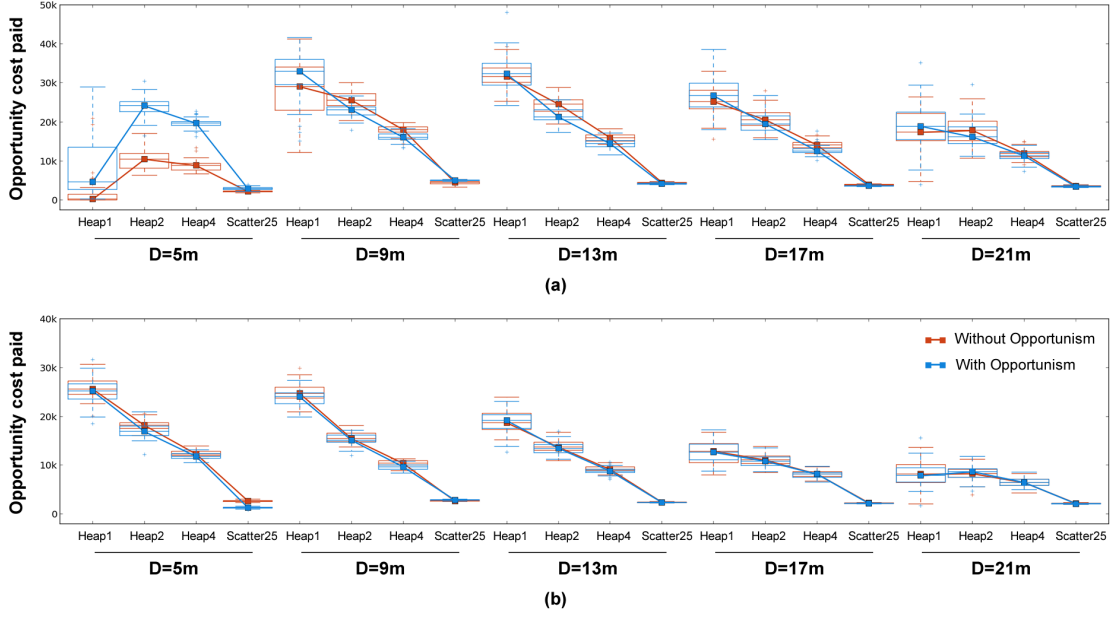 50k
40k
30k
20k
10k
0
Opportunity cost paid
Heap1 Heap2 Heap4 Scatter25 Heap1 Heap2 Heap4 Scatter25 Heap1 Heap2 Heap4 Scatter25 Heap1 Heap2 Heap4 Scatter25 Heap1 Heap2 Heap4 Scatter25
D=5m D=9m D=13m D=17m D=21m
(a)
40k
30k
20k
10k
0
Opportunity cost paid
Without Opportunism
With Opportunism
Heap1 Heap2 Heap4 Scatter25 Heap1 Heap2 Heap4 Scatter25 Heap1 Heap2 Heap4 Scatter25 Heap1 Heap2 Heap4 Scatter25 Heap1 Heap2 Heap4 Scatter25
D=5m D=9m D=13m D=17m D=21m
(b)